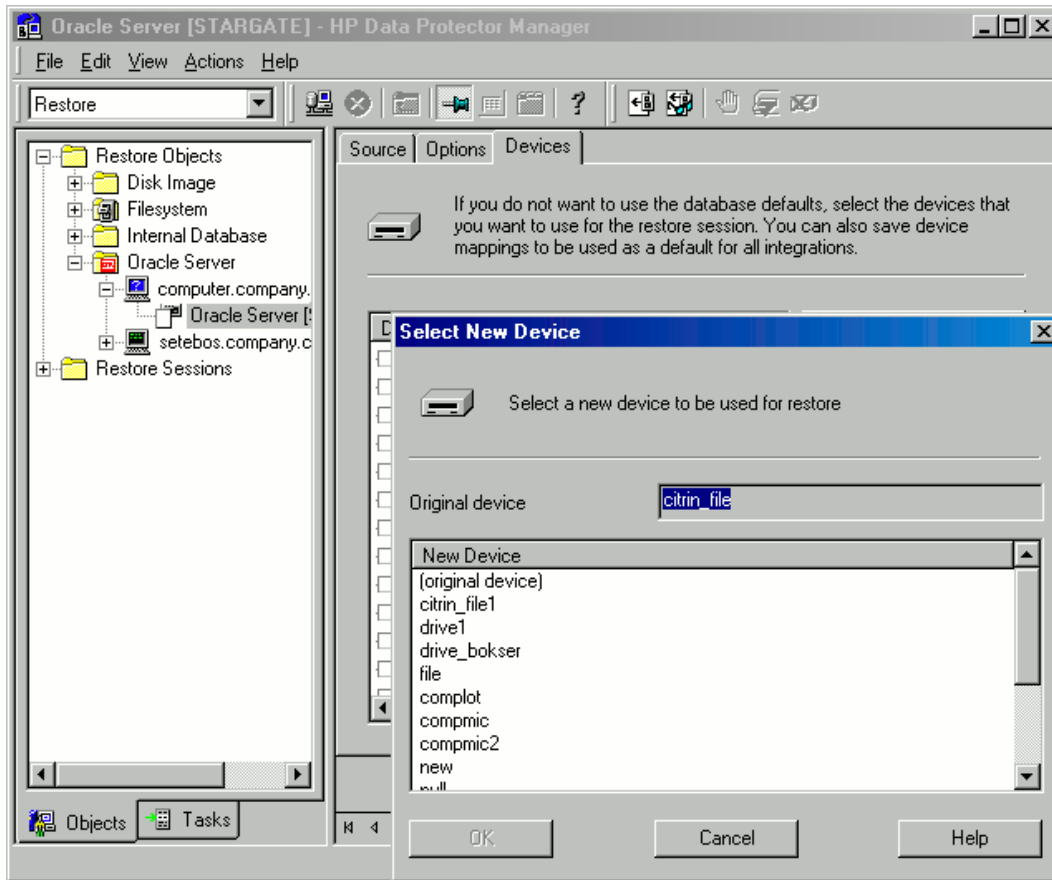 Oracle Server [STARGATE] - HP Data Protector Manager
File Edit View Actions Help
Restore
Restore Objects
Disk Image
Filesystem
Internal Database
Oracle Server
computer.company.
Oracle Server [
setebos.company.c
Restore Sessions
Objects Tasks
Source Options Devices
If you do not want to use the database defaults, select the devices that
you want to use for the restore session. You can also save device
mappings to be used as a default for all integrations.
Select New Device
Select a new device to be used for restore
Original device citrin_file
New Device
(original device)
citrin_file1
drive1
drive_bokser
file
complot
compmic
compmic2
new
null
OK Cancel Help